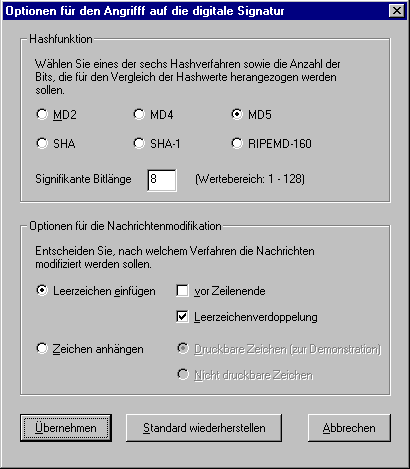 Optionen für den Angrifff auf die digitale Signatur
Hashfunktion
Wählen Sie eines der sechs Hashverfahren sowie die Anzahl der
Bits, die für den Vergleich der Hashwerte herangezogen werden
sollen.
MD2 MD4 MD5
SHA SHA-1 RIPEMD-160
Signifikante Bitlänge 8 (Wertebereich: 1 - 128)
Optionen für die Nachrichtenmodifikation
Entscheiden Sie, nach welchem Verfahren die Nachrichten
modifiziert werden sollen.
Leerzeichen einfügen vor Zeilenende
Leerzeichenverdoppelung
Zeichen anhängen Druckbare Zeichen (zur Demonstration)
Nicht druckbare Zeichen
Übernehmen Standard wiederherstellen Abbrechen